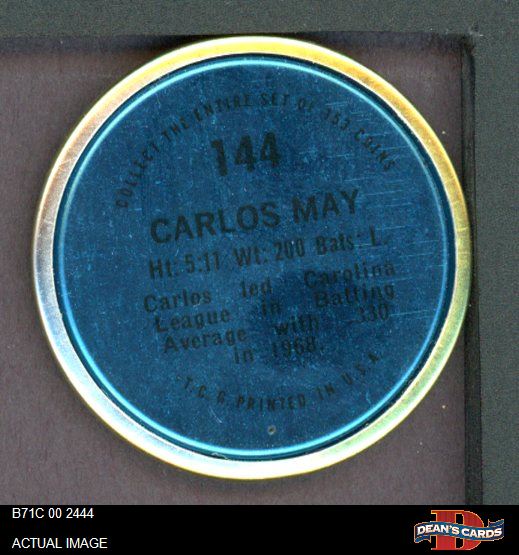 COLLECT THE ENTIRE SET OF 153 COINS
144
CARLOS MAY
Ht: 5:11 Wt: 200 Bats: L.
Carlos led Carolina
League in Batting
Average with .330
in 1968.
T.C.G. PRINTED IN U.S.A.
B71C 00 2444
ACTUAL IMAGE
D
DEAN'S CARDS